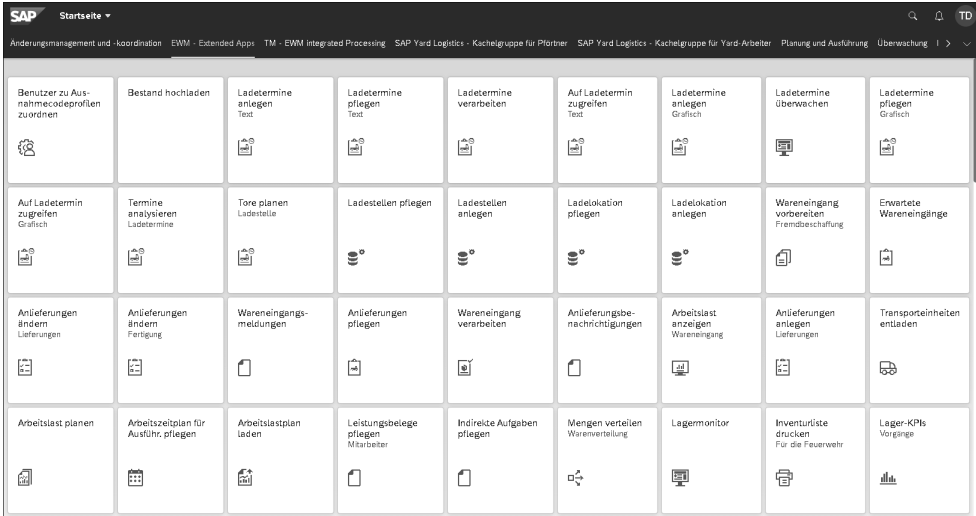 SAP Startseite
TD
Änderungsmanagement und -koordination EWM - Extended Apps TM - EWM integrated Processing SAP Yard Logistics - Kachelgruppe für Pförtner SAP Yard Logistics - Kachelgruppe für Yard-Arbeiter Planung und Ausführung Überwachung
Benutzer zu Aus-
nahmecodeprofilen
zuordnen
Bestand hochladen
Ladetermine
anlegen
Text
Ladetermine
pflegen
Text
Ladetermine
verarbeiten
Auf Ladetermin
zugreifen
Text
Ladetermine
anlegen
Grafisch
Ladetermine
überwachen
Ladetermine
pflegen
Grafisch
Auf Ladetermin
zugreifen
Grafisch
Termine
analysieren
Ladetermine
Tore planen
Ladestelle
Ladestellen pflegen
Ladestellen
anlegen
Ladelokation
pflegen
Ladelokation
anlegen
Wareneingang
vorbereiten
Fremdbeschaffung
Erwartete
Wareneingänge
Anlieferungen
ändern
Lieferungen
Anlieferungen
ändern
Fertigung
Wareneingangs-
meldungen
Anlieferungen
pflegen
Wareneingang
verarbeiten
Anlieferungsbe-
nachrichtigungen
Arbeitslast
anzeigen
Wareneingang
Anlieferungen
anlegen
Lieferungen
Transporteinheiten
entladen
Arbeitslast planen
Arbeitszeitplan für
Ausführ. pflegen
Arbeitslastplan
laden
Leistungsbelege
pflegen
Mitarbeiter
Indirekte Aufgaben
pflegen
Mengen verteilen
Warenverteilung
Lagermonitor
Inventurliste
drucken
Für die Feuerwehr
Lager-KPIs
Vorgänge